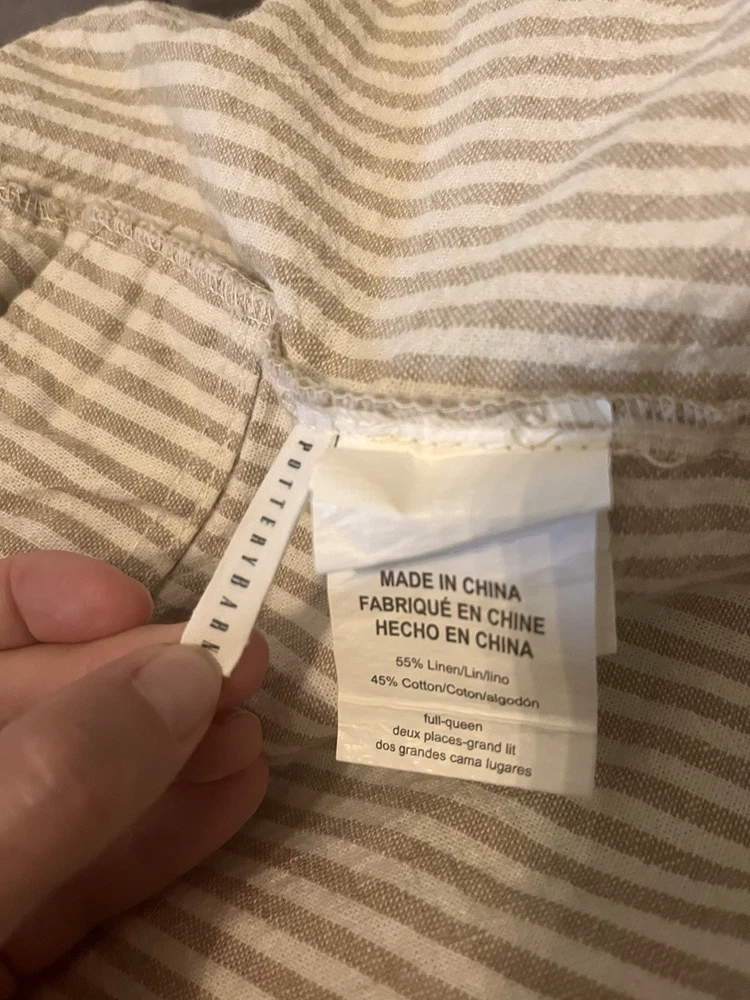 POTTERYBARN
MADE IN CHINA
FABRIQUÉ EN CHINE
HECHO EN CHINA
55% Linen/Lin/lino
45% Cotton/Coton/algodón
full-queen
deux places-grand lit
dos grandes cama lugares